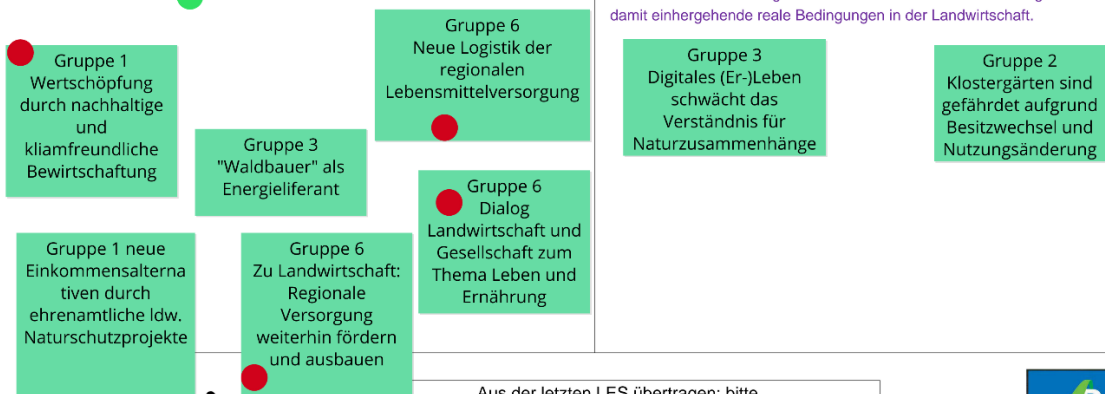 damit einhergehende reale Bedingungen in der Landwirtschaft.
Gruppe 1
Wertschöpfung
durch nachhaltige
und
kliamfreundliche
Bewirtschaftung
Gruppe 3
"Waldbauer" als
Energieliferant
Gruppe 6
Neue Logistik der
regionalen
Lebensmittelversorgung
Gruppe 6
Dialog
Landwirtschaft und
Gesellschaft zum
Thema Leben und
Ernährung
Gruppe 1 neue
Einkommensalterna
tiven durch
ehrenamtliche ldw.
Naturschutzprojekte
Gruppe 6
Zu Landwirtschaft:
Regionale
Versorgung
weiterhin fördern
und ausbauen
Gruppe 3
Digitales (Er-)Leben
schwächt das
Verständnis für
Naturzusammenhänge
Gruppe 2
Klostergärten sind
gefährdet aufgrund
Besitzwechsel und
Nutzungsänderung
Aus der letzten LES übertragen: bitte